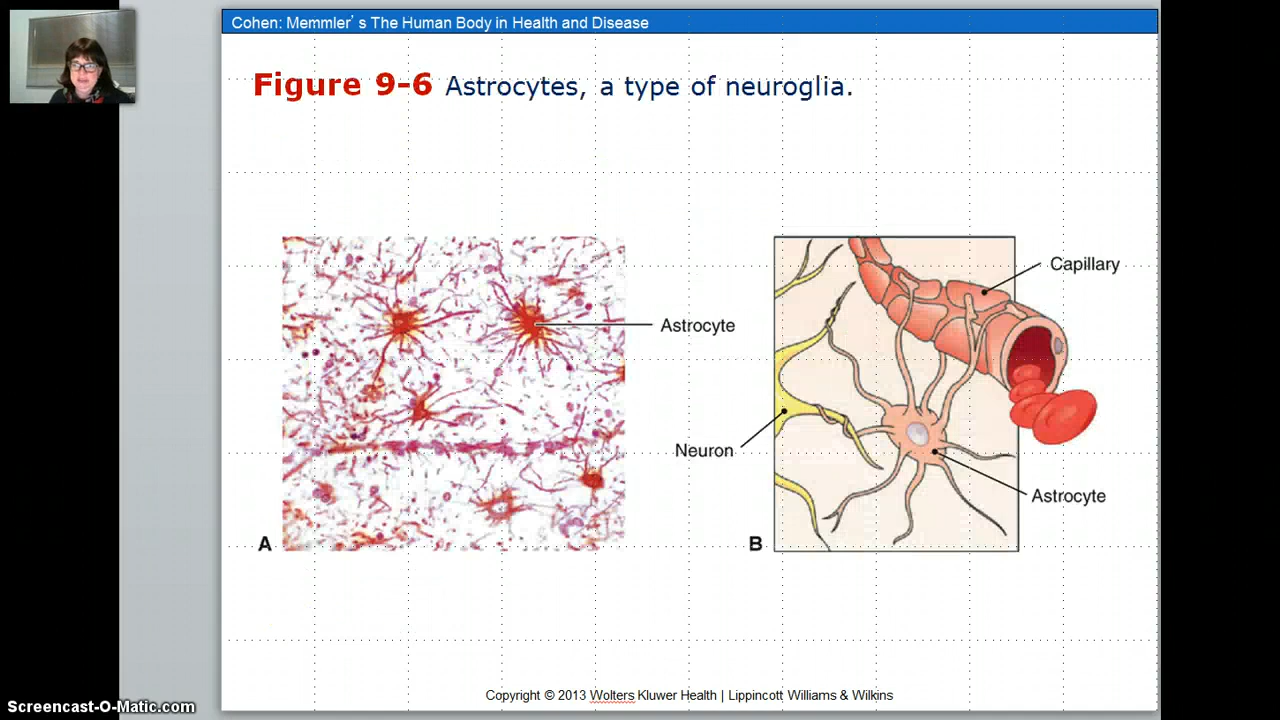 Cohen: Memmler’s The Human Body in Health and Disease
Figure 9-6 Astrocytes, a type of neuroglia.
Capillary
Astrocyte
Neuron
Astrocyte
A
B
Copyright © 2013 Wolters Kluwer Health | Lippincott Williams & Wilkins
Screencast-O-Matic.com